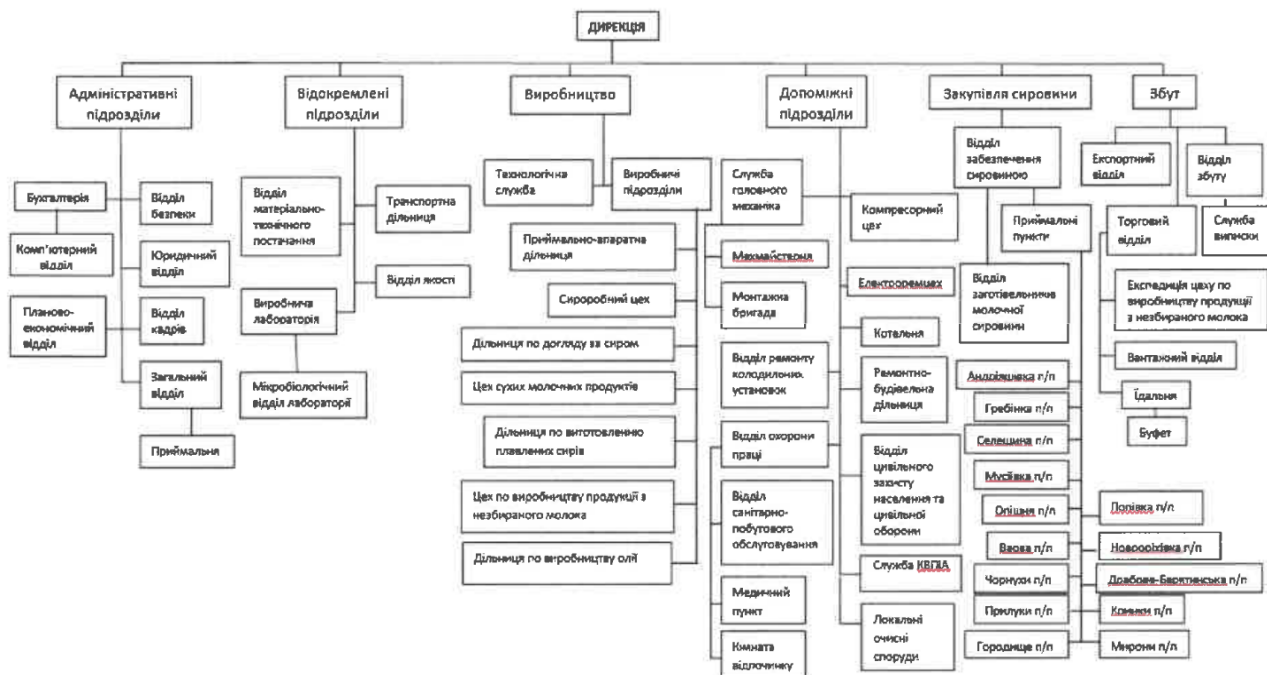 ДИРЕКЦІЯ
Адміністративні
підрозділи
Відокремлені
підрозділи
Виробництво
Допоміжні
підрозділи
Закупівля сировини
Збут
Бухгалтерія
Комп'ютерний
відділ
Планово-
економічний
відділ
Відділ
безпеки
Юридичний
відділ
Відділ
кадрів
Загальний
відділ
Приймальня
Відділ
матеріально-
технічного
постачання
Транспортна
дільниця
Відділ якості
Виробнича
лабораторія
Мікробіологічний
відділ лабораторії
Технологічна
служба
Виробничі
підрозділи
Приймально-апаратна
дільниця
Сироробний цех
Дільниця по догляду за сиром
Цех сухих молочних продуктів
Дільниця по виготовленню
плавлених сирів
Цех по виробництву продукції з
незбираного молока
Дільниця по виробництву олії
Служба
головного
механіка
Мехмайстерня
Монтажна
бригада
Відділ ремонту
холодильних
установок
Відділ охорони
праці
Відділ
санітарно-
побутового
обслуговування
Медичний
пункт
Кімната
відпочинку
Компресорний
цех
Електроремцех
Котельня
Ремонтно-
будівельна
дільниця
Відділ
цивільного
захисту
населення та
цивільної
оборони
Служба
Локальні
очисні
споруди
Відділ
забезпечення
сировиною
Приймальні
пункти
Відділ
заготівельників
молочної
сировини
Андріяшівка п/п
Гребінка п/п
Селещина п/п
Мусіївка п/п
Опішня п/п
п/п
Чорнухи п/п
Прилуки п/п
Городище п/п
Попівка п/п
Новооріхівка п/п
п/п
п/п
Мирони п/п
Експортний
відділ
Відділ
збуту
Торговий
відділ
Служба
виписки
Експедиція цеху по
виробництву продукції
з незбираного молока
Вантажний відділ
Їдальня
Буфет